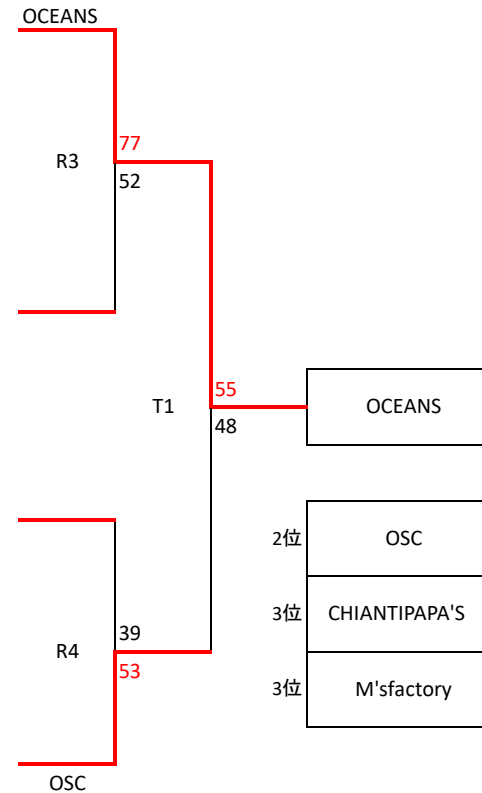 OCEANS
77
R3
52
55
T1
OCEANS
48
2位
OSC
3位
CHIANTIPAPA'S
39
R4
53
3位
M'sfactory
OSC